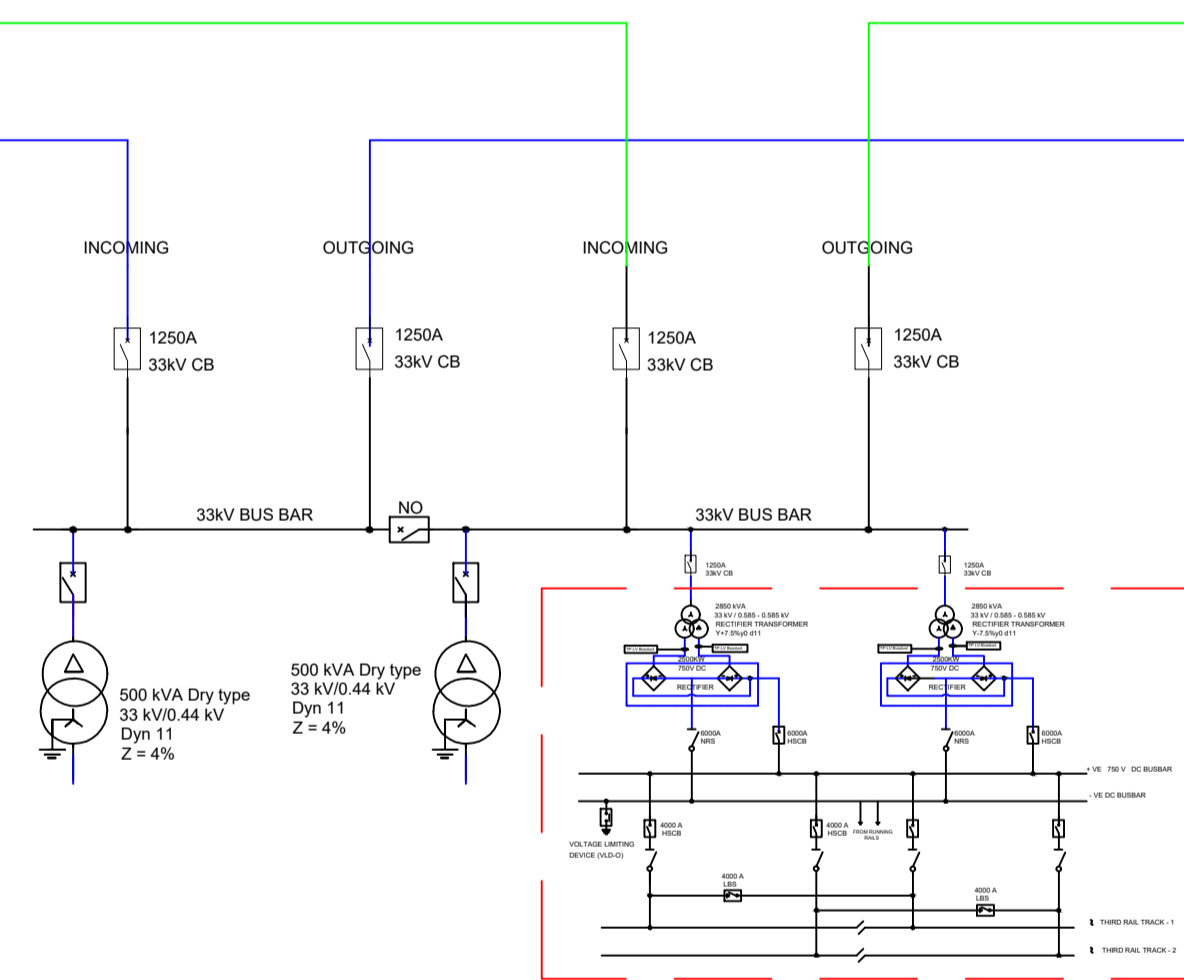 INCOMING
OUTGOING
INCOMING
OUTGOING
1250A
33kV CB
1250A
33kV CB
1250A
33kV CB
1250A
33kV CB
33kV BUS BAR
NO
33kV BUS BAR
1250A
33kV CB
1250A
33kV CB
500 kVA Dry type
33 kV/0.44 kV
Dyn 11
Z = 4%
500 kVA Dry type
33 kV/0.44 kV
Dyn 11
Z = 4%
2850 kVA
33 kV / 0.585 - 0.585 kV
RECTIFIER TRANSFORMER
Y+7.5%y0 d11
2850 kVA
33 kV / 0.585 - 0.585 kV
RECTIFIER TRANSFORMER
Y-7.5%y0 d11
2500KW
750V DC
RECTIFIER
2500KW
750V DC
RECTIFIER
6000A
NRS
6000A
HSCB
6000A
NRS
6000A
HSCB
+ VE 750 V DC BUSBAR
- VE DC BUSBAR
4000 A
HSCB
4000 A
HSCB
FROM RUNNING
RAILS
VOLTAGE LIMITING
DEVICE (VLD-O)
4000 A
LBS
4000 A
LBS
THIRD RAIL TRACK - 1
THIRD RAIL TRACK - 2